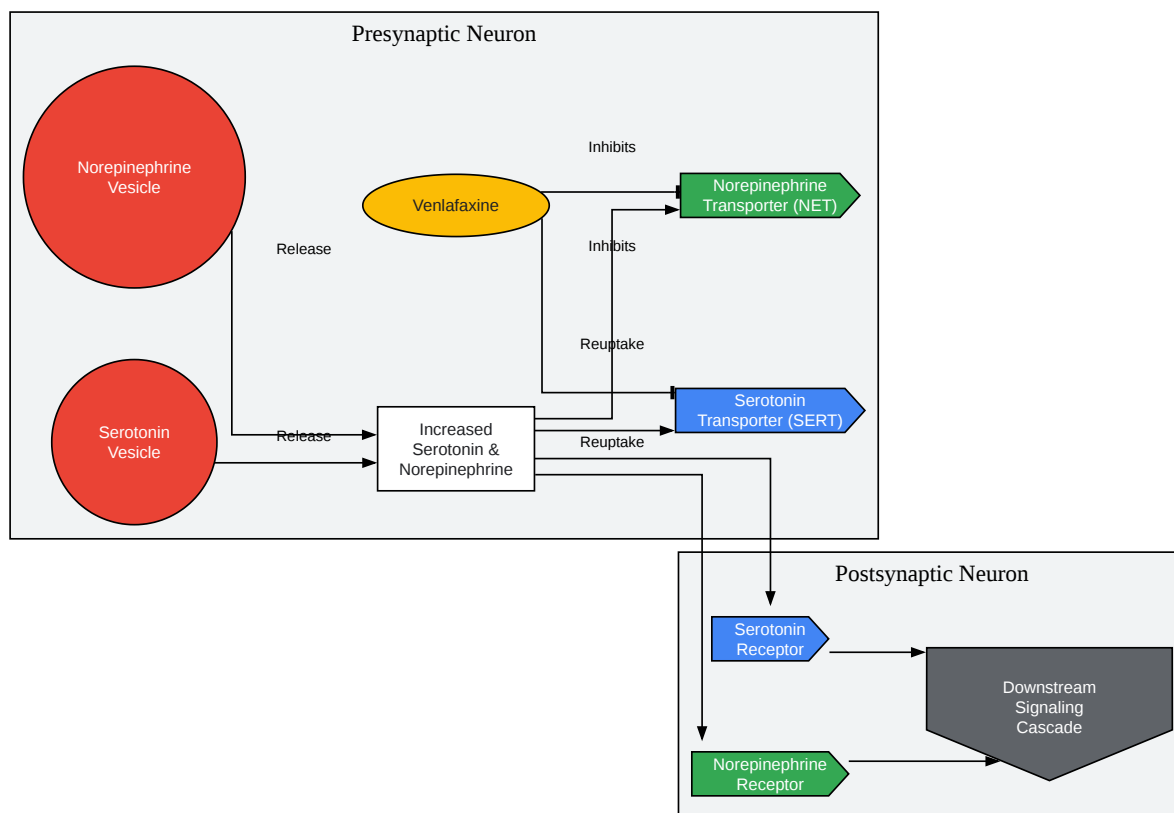 Presynaptic Neuron
Norepinephrine
Vesicle
Release
Venlafaxine
Inhibits
Inhibits
Norepinephrine
Transporter (NET)
Serotonin
Vesicle
Release
Increased
Serotonin &
Norepinephrine
Reuptake
Reuptake
Serotonin
Transporter (SERT)
Postsynaptic Neuron
Serotonin
Receptor
Norepinephrine
Receptor
Downstream
Signaling
Cascade